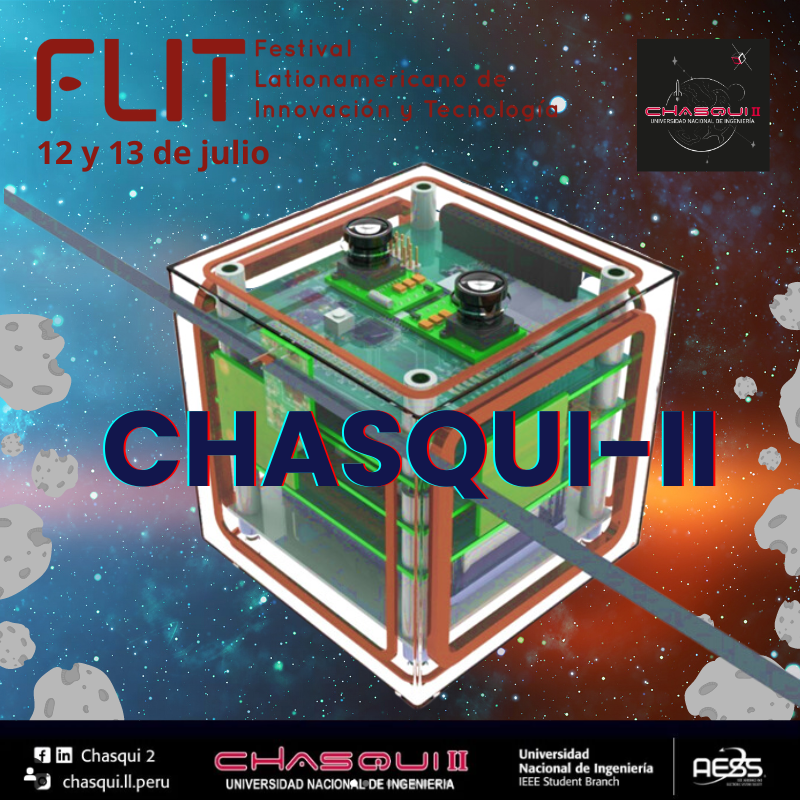 FLIT
Festival
Lationamericano de
Innovación y Tecnología
12 y 13 de julio
CHASQUI II
UNIVERSIDAD NACIONAL DE INGENIERÍA
CHASQUI-II
Chasqui 2
chasqui.ll.peru
CHASQUI II
UNIVERSIDAD NACIONAL DE INGENIERIA
Universidad
Nacional de Ingeniería
IEEE Student Branch
AESS